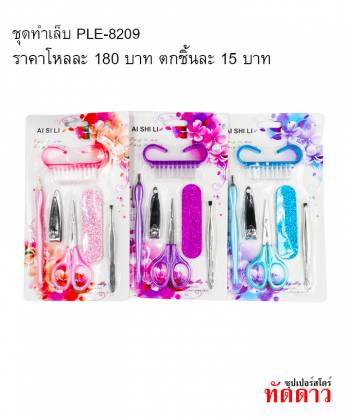 ชุดทำเล็บ PLE-8209
ราคาโหลละ 180 บาท ตกชิ้นละ 15 บาท
AI SI LI
AI SHI LI
AI SHI LI
ซุปเปอร์สโตร์
ทัดดาว